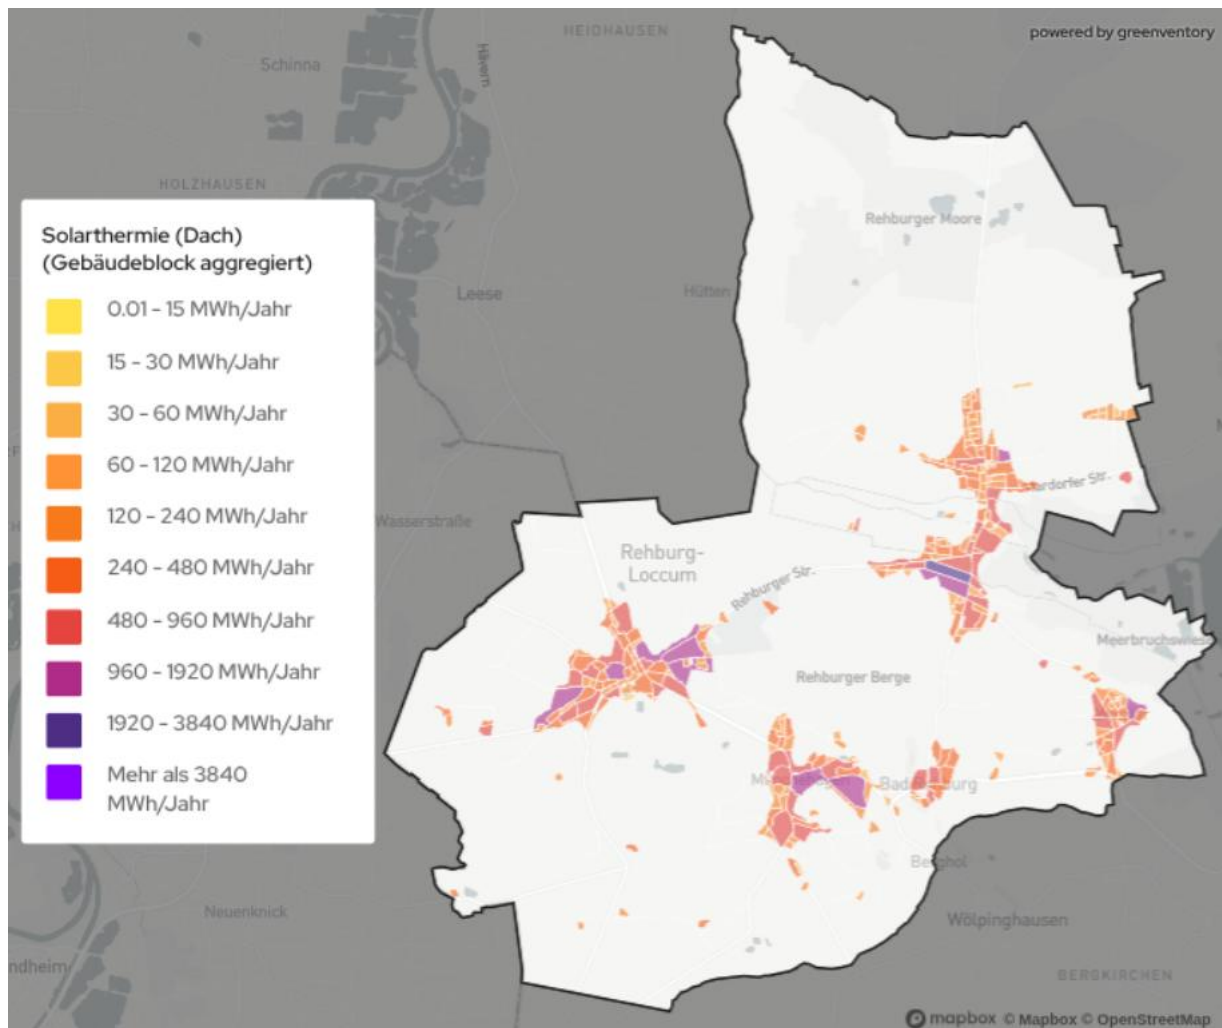 HEIDHAUSEN
powered by greenventory
Schinna
Hävern
HOLZHAUSEN
Rehburger Moore
Leese
Hütten
Solarthermie (Dach)
(Gebäudeblock aggregiert)
0.01 - 15 MWh/Jahr
15 - 30 MWh/Jahr
30 - 60 MWh/Jahr
60 - 120 MWh/Jahr
120 - 240 MWh/Jahr
240 - 480 MWh/Jahr
480 - 960 MWh/Jahr
960 - 1920 MWh/Jahr
1920 - 3840 MWh/Jahr
Mehr als 3840
MWh/Jahr
Wasserstraße
Rehburg-
Loccum
Rehburger Str.
Rehburger Berge
Neuenknick
Wölpinghausen
ndheim
BERGKIRCHEN
mapbox © Mapbox © OpenStreetMap